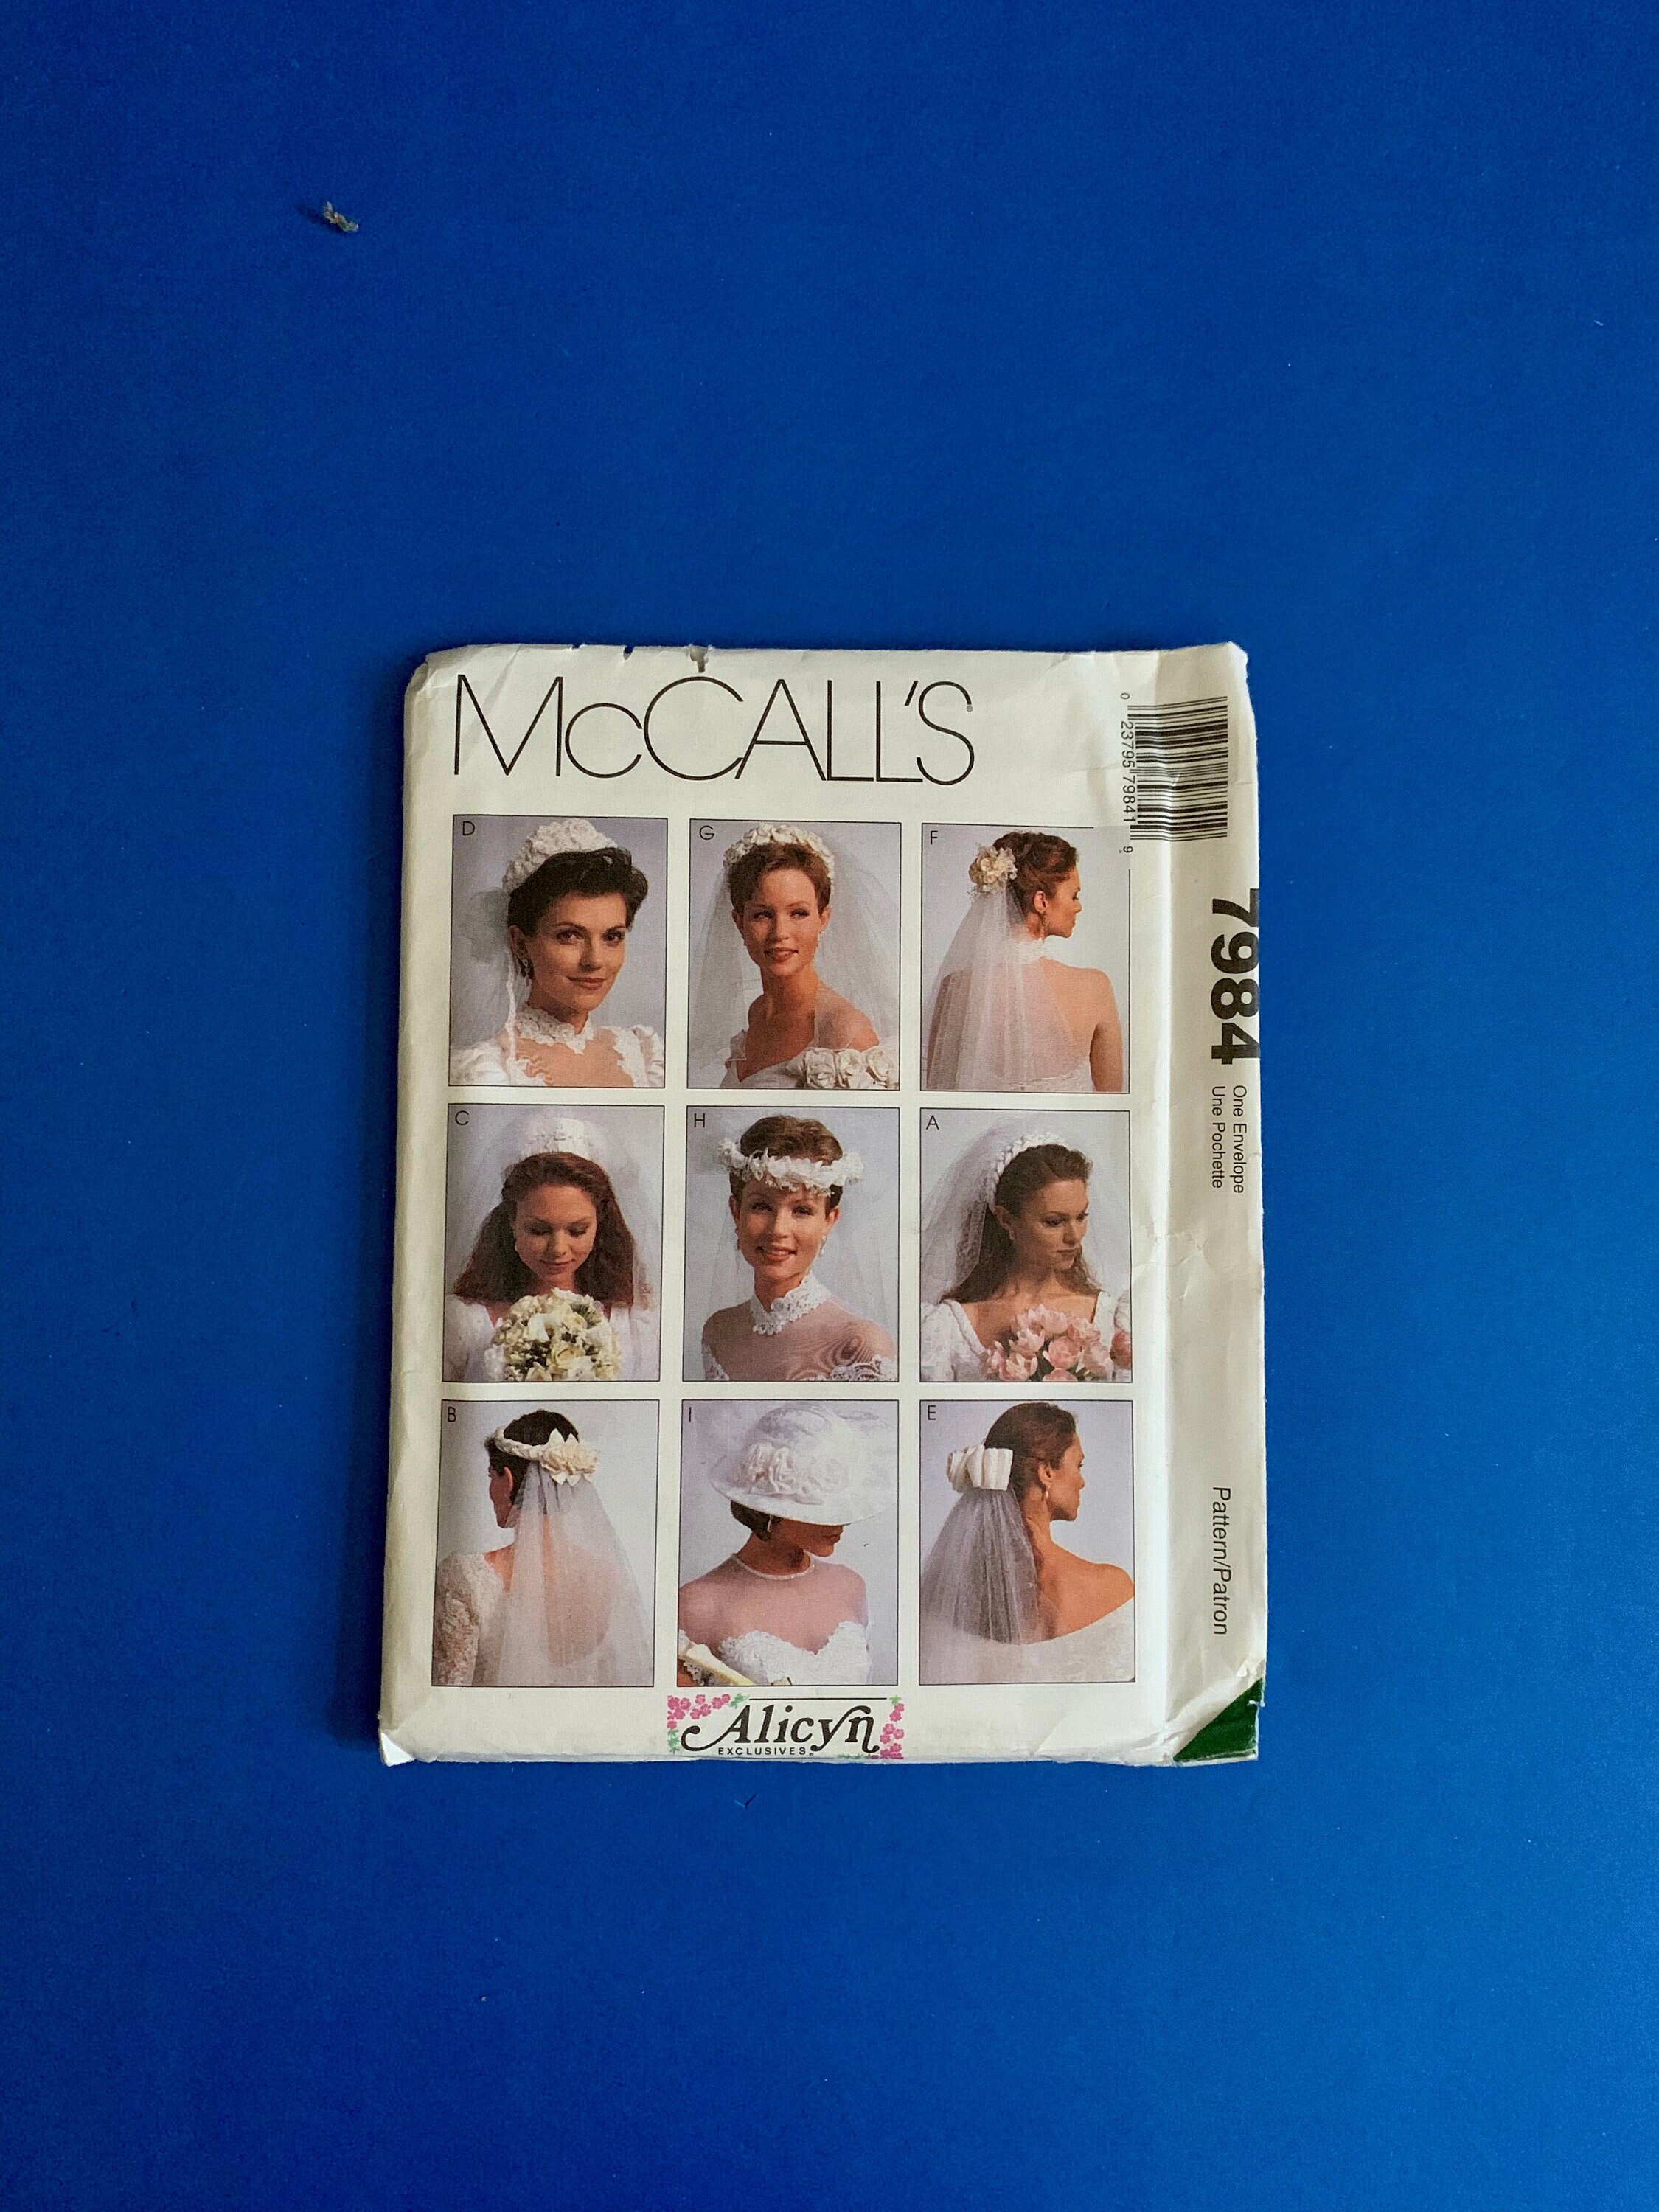 McCALL'S®
0 23795 79841 9
7984
One Envelope
Une Pochette
Pattern/Patron
D
G
F
C
H
A
B
I
E
Alicyn
EXCLUSIVES®